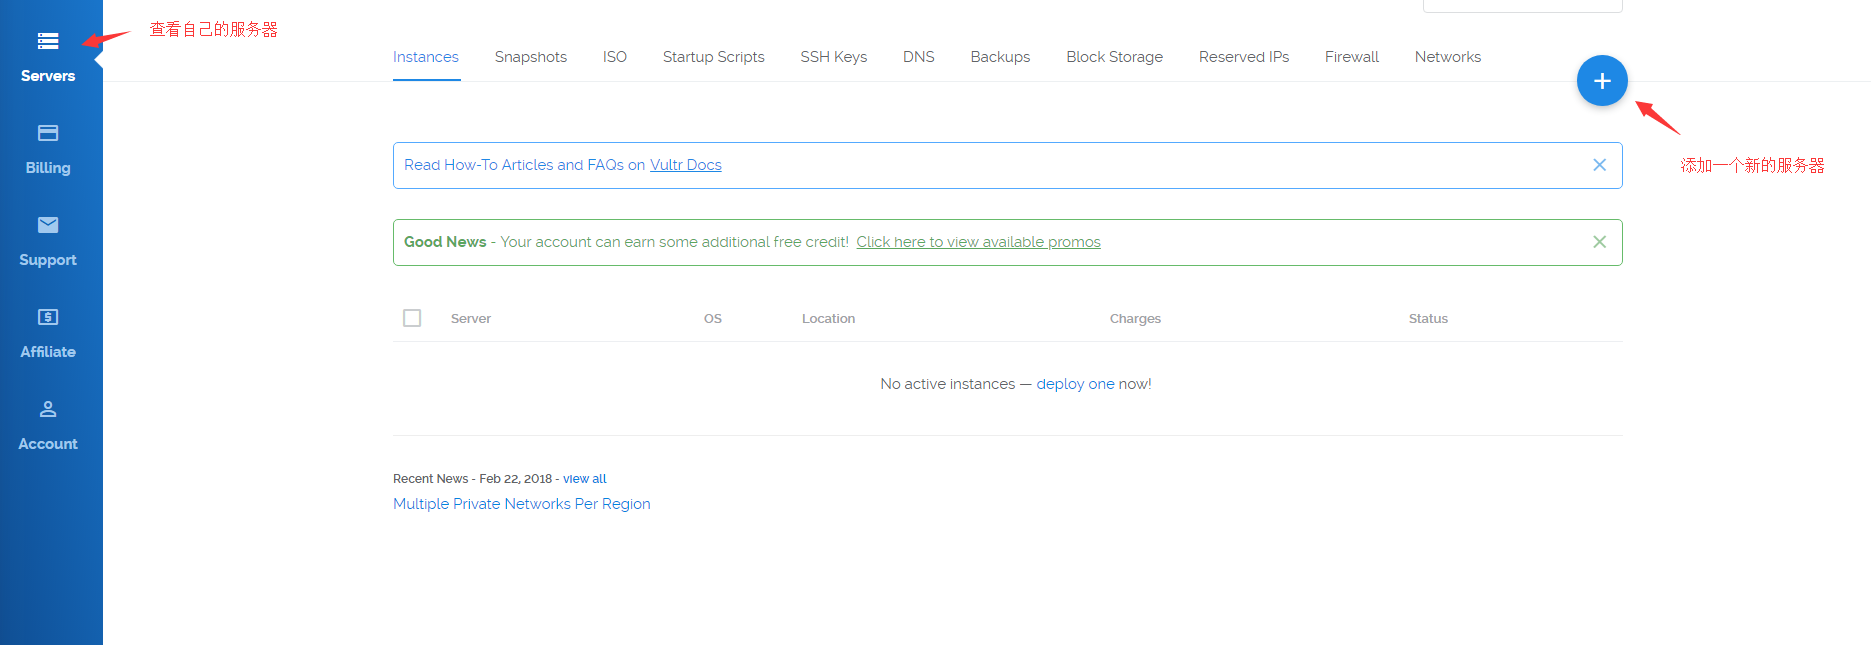 查看自己的服务器
Servers
Billing
Support
Affiliate
Account
Instances Snapshots ISO Startup Scripts SSH Keys DNS Backups Block Storage Reserved IPs Firewall Networks
添加一个新的服务器
Read How-To Articles and FAQs on Vultr Docs
Good News - Your account can earn some additional free credit! Click here to view available promos
Server OS Location Charges Status
No active instances — deploy one now!
Recent News - Feb 22, 2018 - view all
Multiple Private Networks Per Region